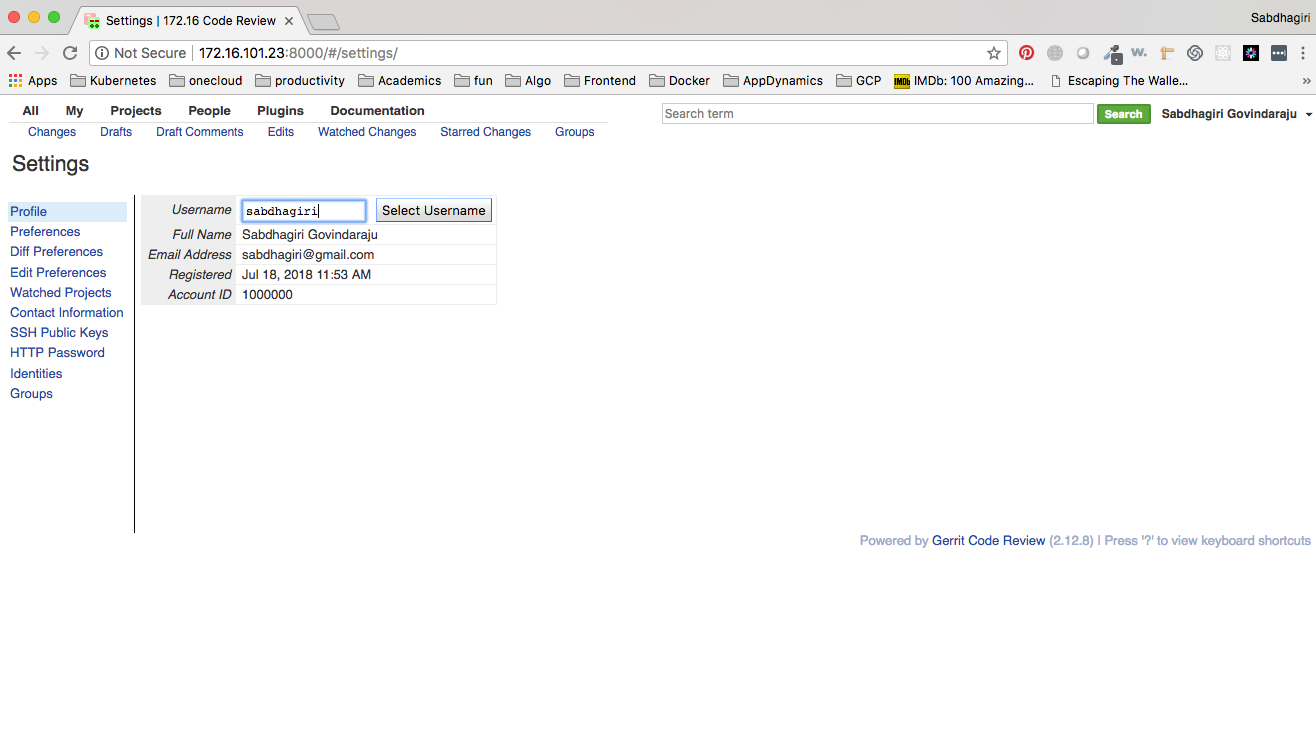 Settings | 172.16 Code Review
Sabdhagiri
Not Secure 172.16.101.23:8000/#/settings/
W.
Apps Kubernetes onecloud productivity Academics fun Algo Frontend Docker AppDynamics GCP IMDb IMDb: 100 Amazing... Escaping The Walle... »
All My Projects People Plugins Documentation
Search term Search Sabdhagiri Govindaraju
Changes Drafts Draft Comments Edits Watched Changes Starred Changes Groups
Settings
Profile
Preferences
Diff Preferences
Edit Preferences
Watched Projects
Contact Information
SSH Public Keys
HTTP Password
Identities
Groups
Username sabdhagiri Select Username
Full Name Sabdhagiri Govindaraju
Email Address sabdhagiri@gmail.com
Registered Jul 18, 2018 11:53 AM
Account ID 1000000
Powered by Gerrit Code Review (2.12.8) | Press '?' to view keyboard shortcuts